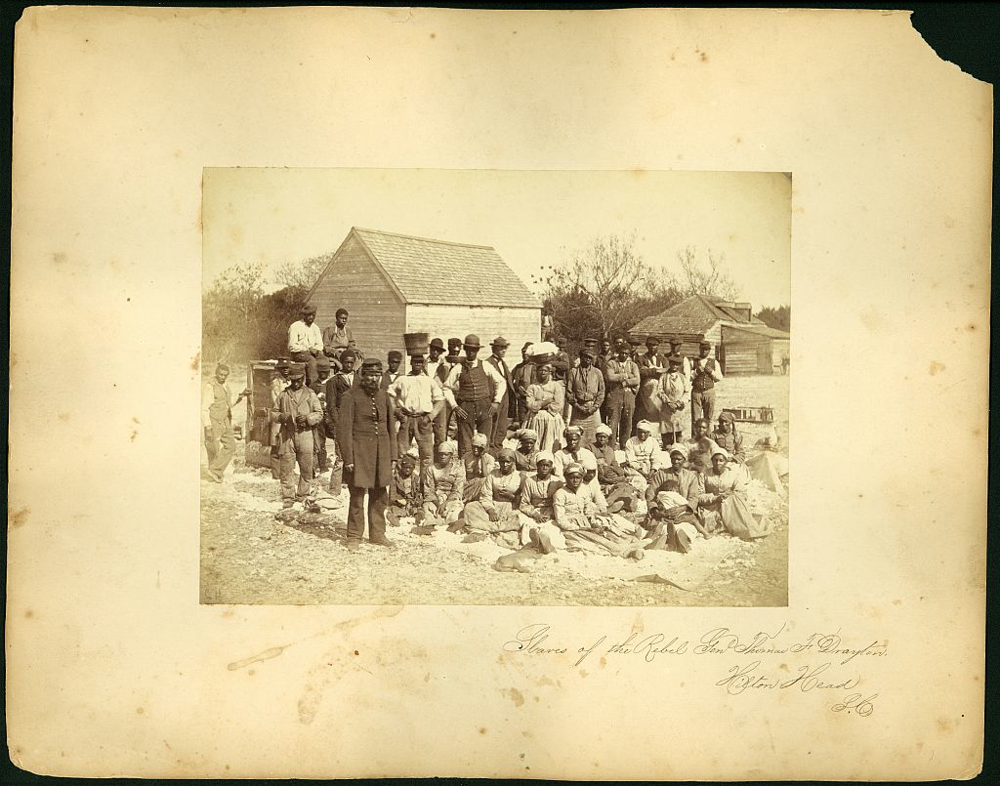 Slaves of the Rebel Genl Thomas F. Drayton.
Hilton Head
S.C